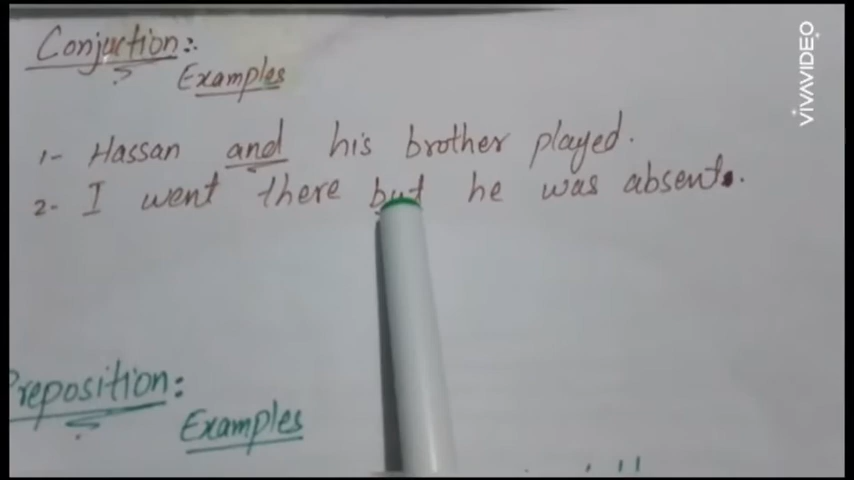 Conjuction:
Examples
1- Hassan and his brother played.
2- I went there but he was absent.
Preposition:
Examples
VIVAVIDEO